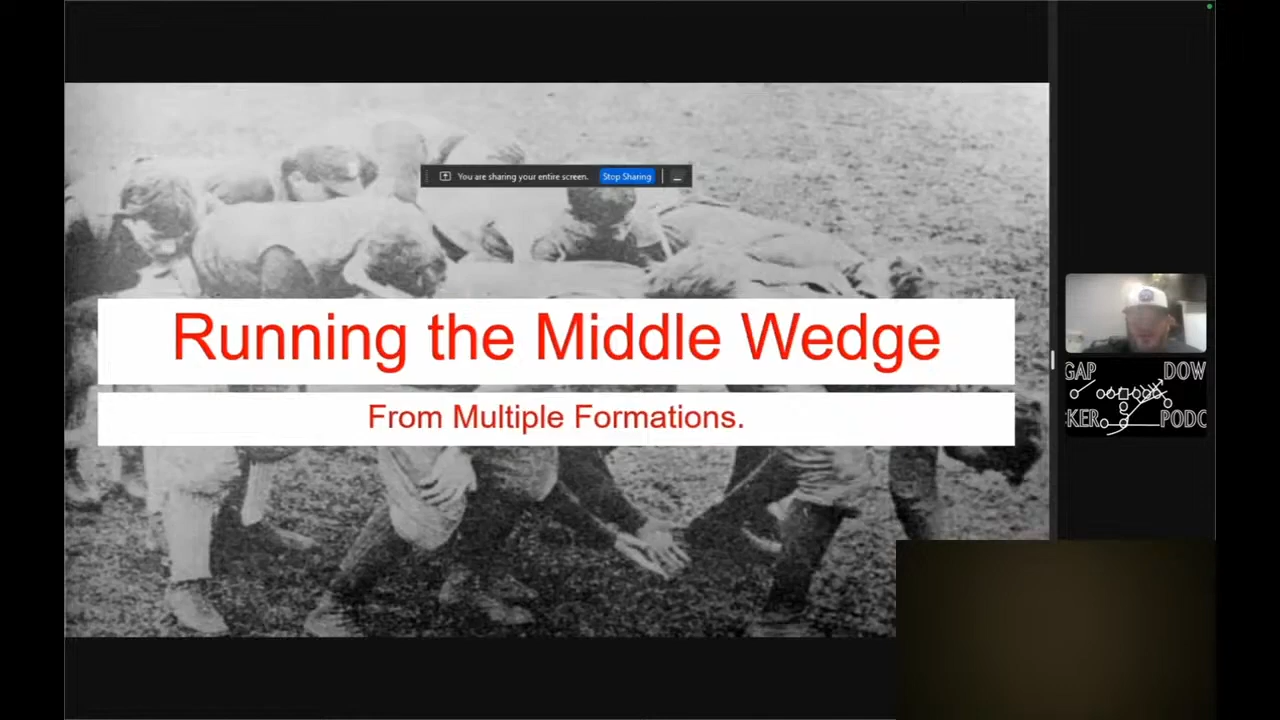 You are sharing your entire screen. Stop Sharing
Running the Middle Wedge
From Multiple Formations.
GAP DOW
KER PODC